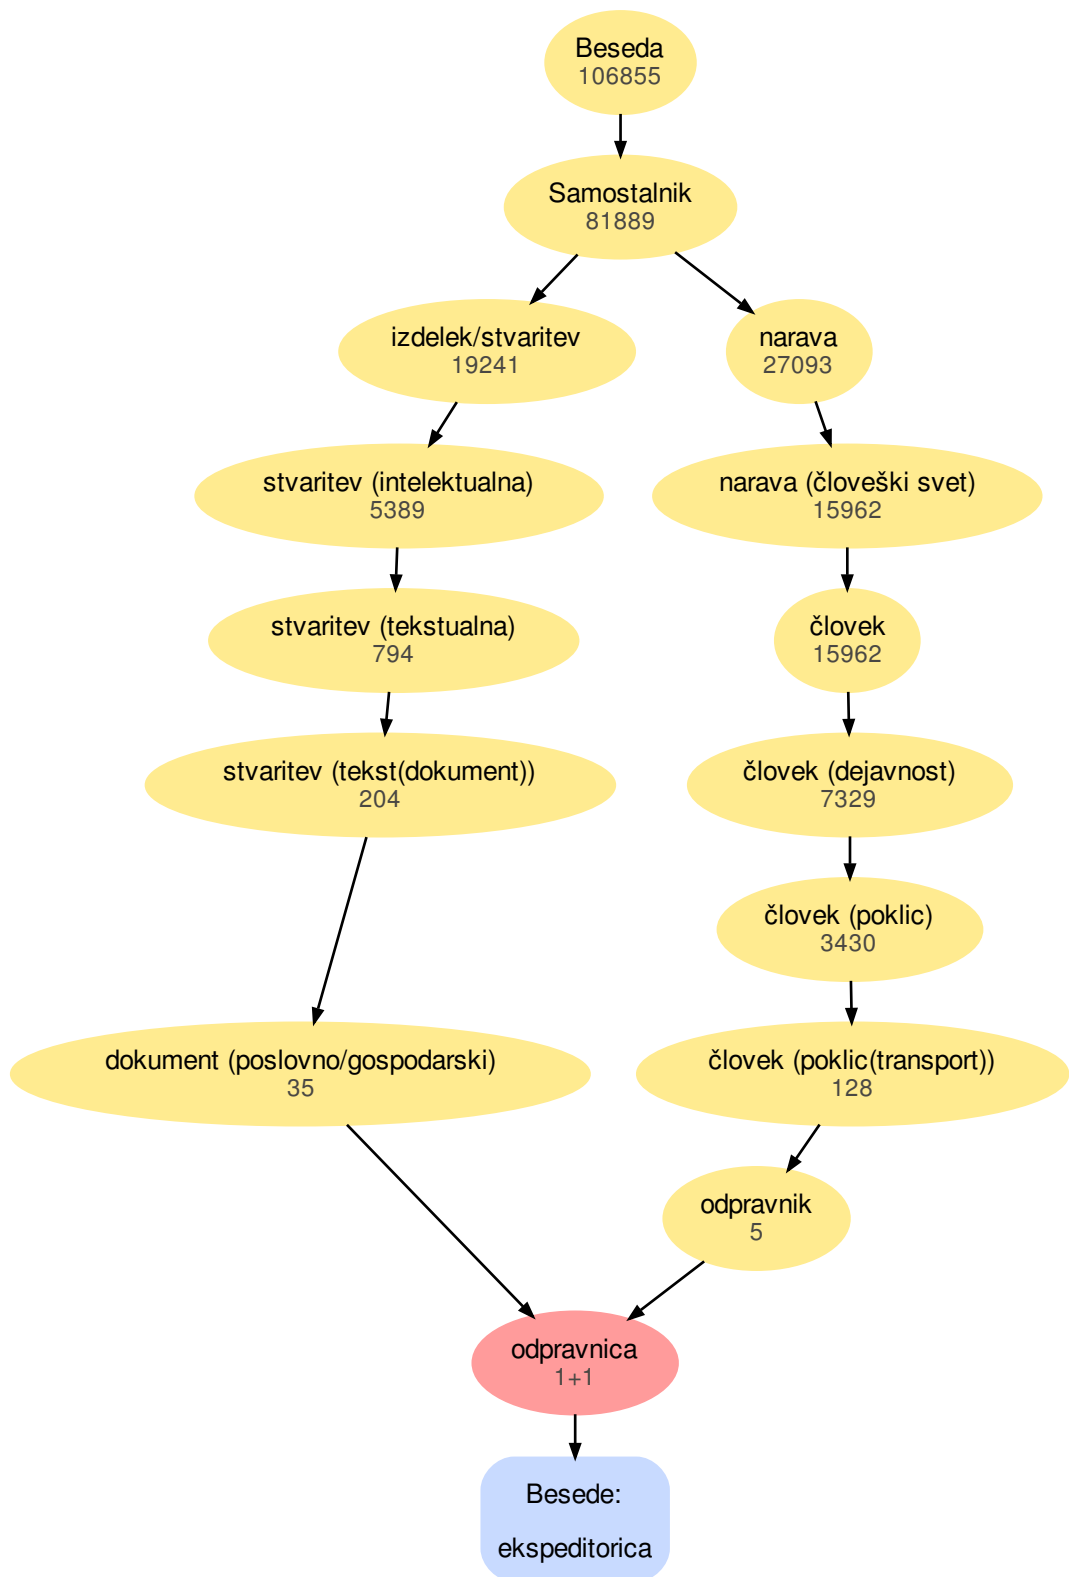 Beseda
106855
Samostalnik
81889
izdelek/stvaritev
19241
narava
27093
stvaritev (intelektualna)
5389
narava (človeški svet)
15962
stvaritev (tekstualna)
794
človek
15962
stvaritev (tekst(dokument))
204
človek (dejavnost)
7329
človek (poklic)
3430
dokument (poslovno/gospodarski)
35
človek (poklic(transport))
128
odpravnik
5
odpravnica
1+1
Besede:
ekspeditorica